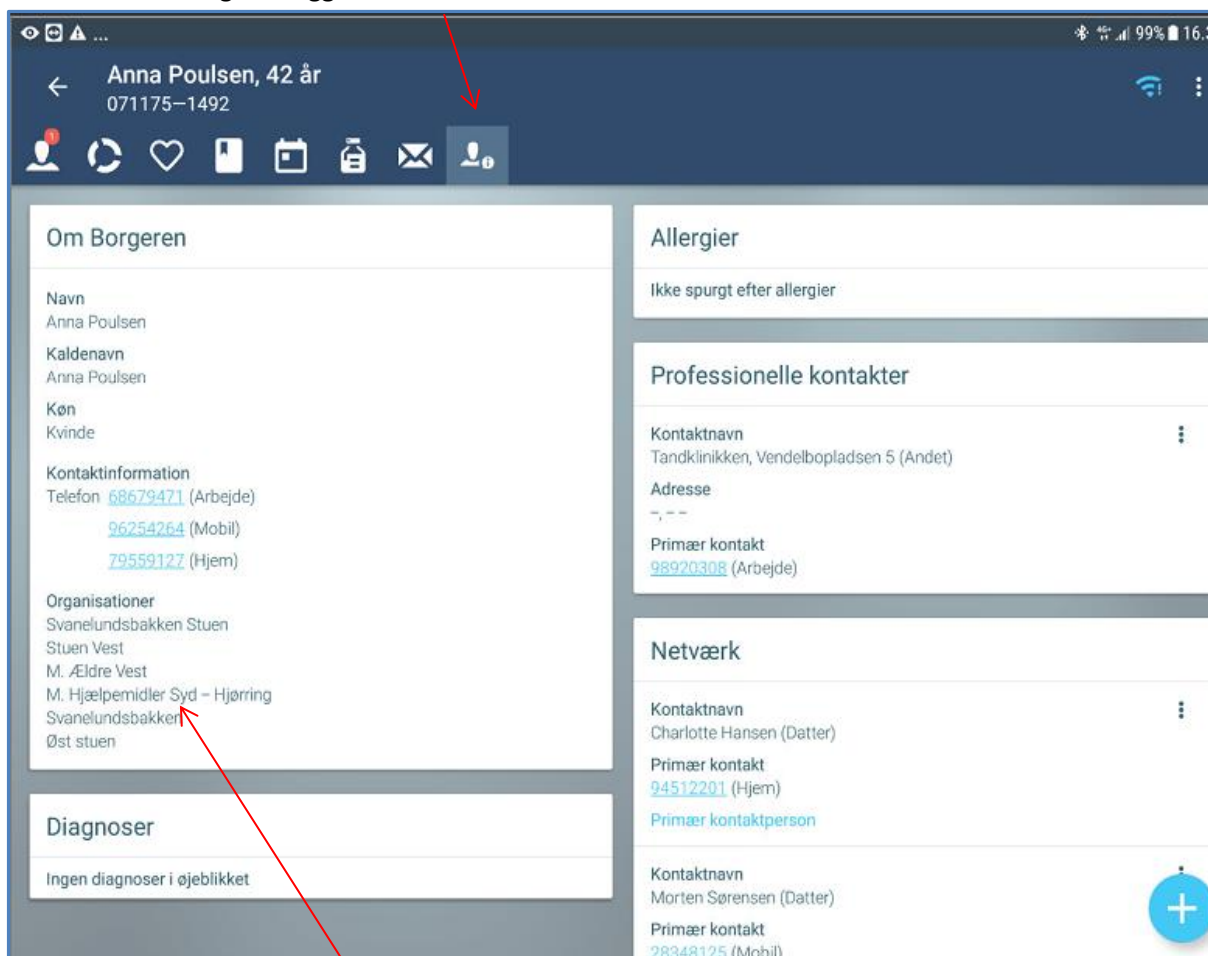 ...
99% 16.3
Anna Poulsen, 42 år
071175–1492
1
Om Borgeren
Navn
Anna Poulsen
Kaldenavn
Anna Poulsen
Køn
Kvinde
Kontaktinformation
Telefon 68679471 (Arbejde)
96254264 (Mobil)
79559127 (Hjem)
Organisationer
Svanelundsbakken Stuen
Stuen Vest
M. Ældre Vest
M. Hjælpemidler Syd – Hjørring
Svanelundsbakken
Øst stuen
Diagnoser
Ingen diagnoser i øjeblikket
Allergier
Ikke spurgt efter allergier
Professionelle kontakter
Kontaktnavn
Tandklinikken, Vendelbopladsen 5 (Andet)
Adresse
–, – –
Primær kontakt
98920308 (Arbejde)
Netværk
Kontaktnavn
Charlotte Hansen (Datter)
Primær kontakt
94512201 (Hjem)
Primær kontaktperson
Kontaktnavn
Morten Sørensen (Datter)
Primær kontakt
28348125 (Mobil)